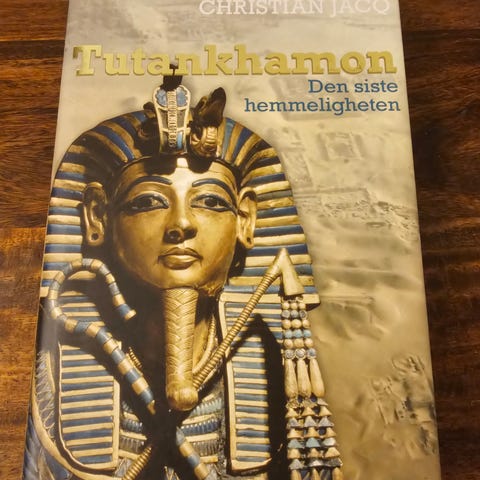 CHRISTIAN JACQ
Tutankhamon
Den siste
hemmeligheten